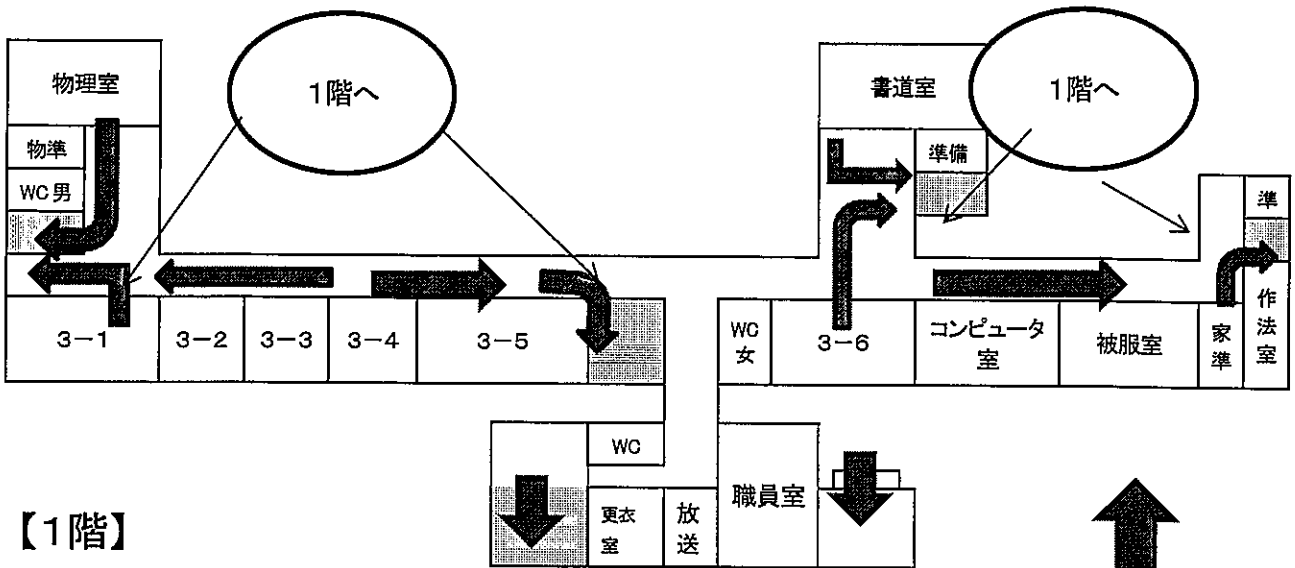 物理室
1階へ
書道室
1階へ
物準
準備
WC男
準
3-1
3-2
3-3
3-4
3-5
WC
女
3-6
コンピュータ
室
被服室
家
準
作
法
室
WC
職員室
更衣
室
放
送
【1階】